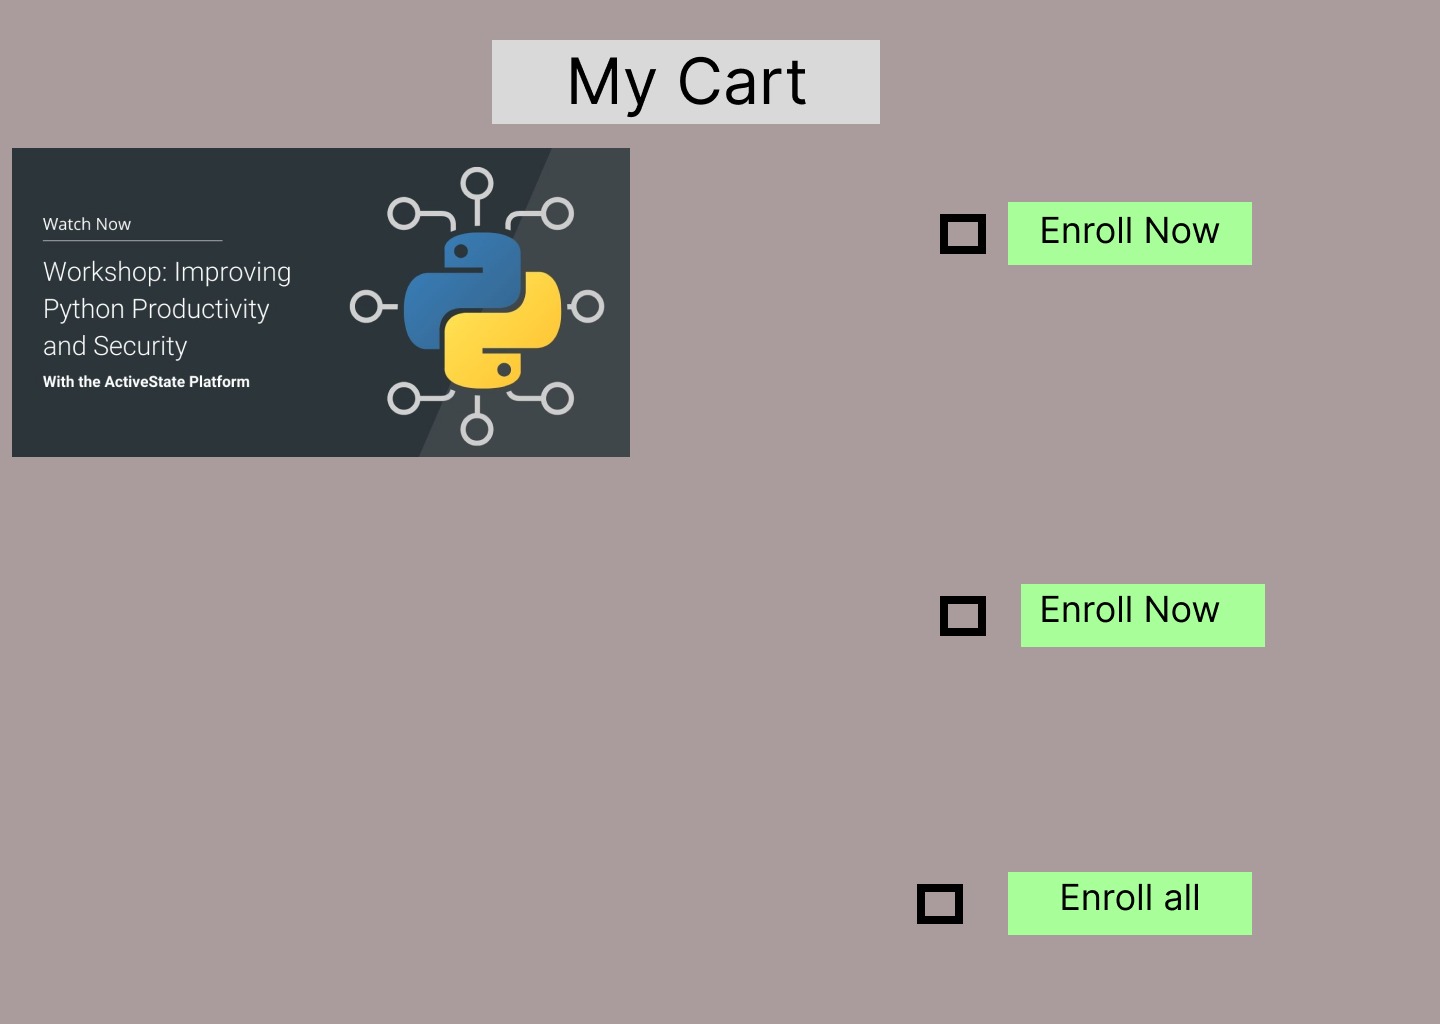 My Cart
Watch Now
Workshop: Improving
Python Productivity
and Security
With the ActiveState Platform
Enroll Now
Enroll Now
Enroll all